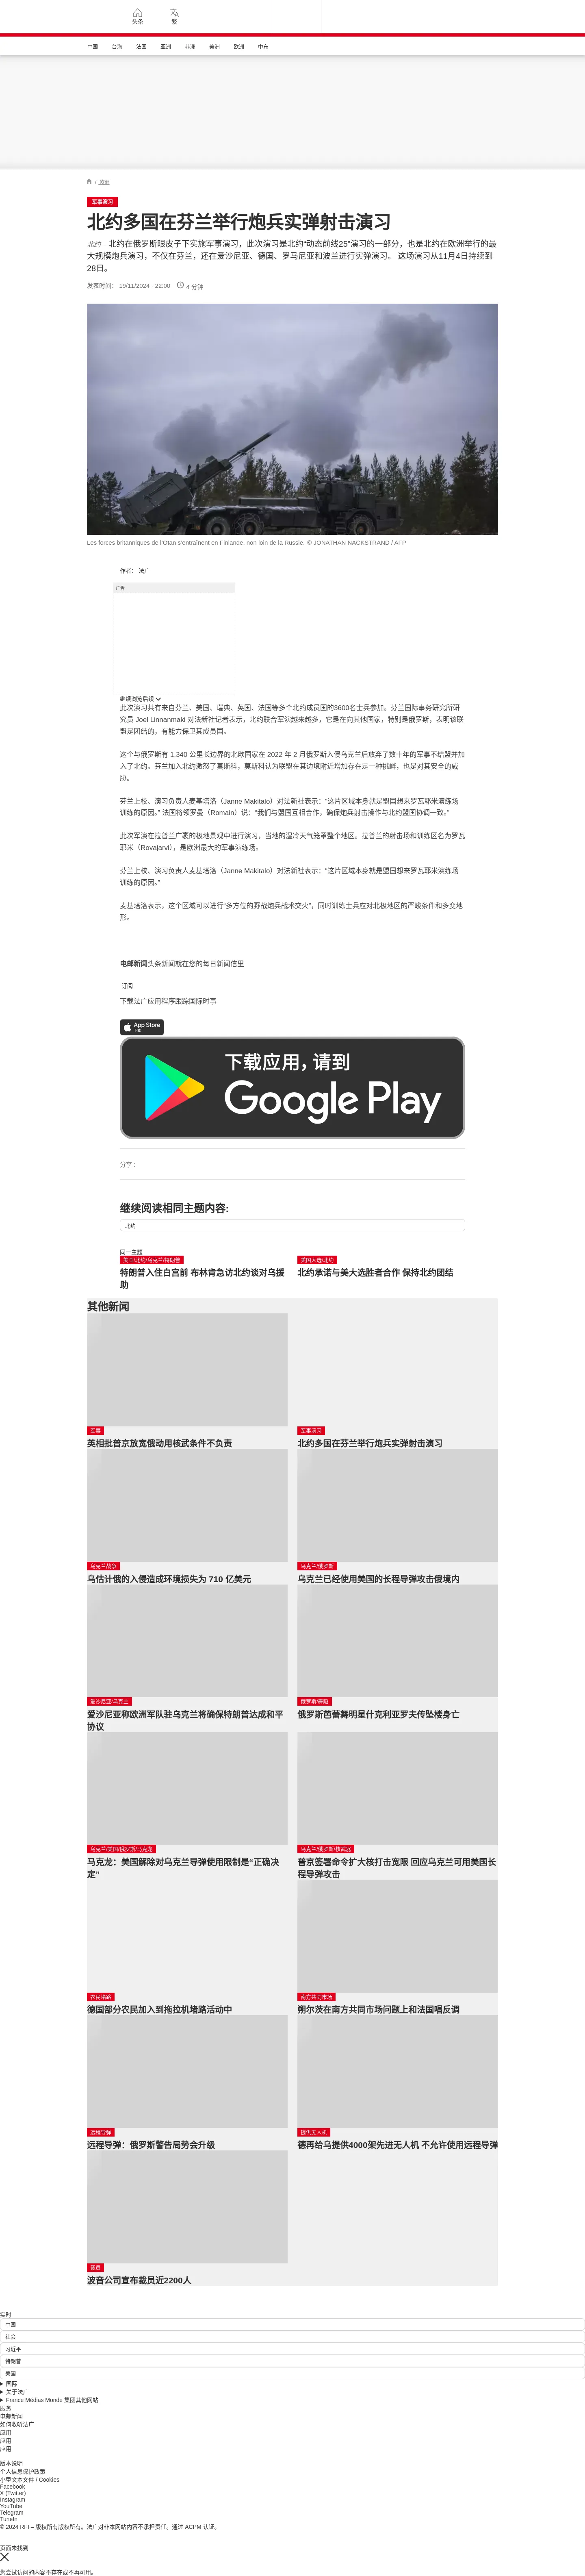 头条
繁
中国
台海
法国
亚洲
非洲
美洲
欧洲
中东
/ 欧洲
军事演习
北约多国在芬兰举行炮兵实弹射击演习
北约 – 北约在俄罗斯眼皮子下实施军事演习，此次演习是北约“动态前线25”演习的一部分，也是北约在欧洲举行的最
大规模炮兵演习，不仅在芬兰，还在爱沙尼亚、德国、罗马尼亚和波兰进行实弹演习。 这场演习从11月4日持续到
28日。
发表时间： 19/11/2024 - 22:00
4 分钟
Les forces britanniques de l'Otan s'entraînent en Finlande, non loin de la Russie. © JONATHAN NACKSTRAND / AFP
作者： 法广
广告
继续浏览后续
此次演习共有来自芬兰、美国、瑞典、英国、法国等多个北约成员国的3600名士兵参加。芬兰国际事务研究所研
究员 Joel Linnanmaki 对法新社记者表示，北约联合军演越来越多，它是在向其他国家，特别是俄罗斯，表明该联
盟是团结的，有能力保卫其成员国。
这个与俄罗斯有 1,340 公里长边界的北欧国家在 2022 年 2 月俄罗斯入侵乌克兰后放弃了数十年的军事不结盟并加
入了北约。芬兰加入北约激怒了莫斯科，莫斯科认为联盟在其边境附近增加存在是一种挑衅，也是对其安全的威
胁。
芬兰上校、演习负责人麦基塔洛（Janne Makitalo）对法新社表示：“这片区域本身就是盟国想来罗瓦耶米演练场
训练的原因。” 法国将领罗曼（Romain）说：“我们与盟国互相合作，确保炮兵射击操作与北约盟国协调一致。”
此次军演在拉普兰广袤的极地景观中进行演习，当地的湿冷天气笼罩整个地区。拉普兰的射击场和训练区名为罗瓦
耶米（Rovajarvi），是欧洲最大的军事演练场。
芬兰上校、演习负责人麦基塔洛（Janne Makitalo）对法新社表示：“这片区域本身就是盟国想来罗瓦耶米演练场
训练的原因。”
麦基塔洛表示，这个区域可以进行“多方位的野战炮兵战术交火”，同时训练士兵应对北极地区的严峻条件和多变地
形。
电邮新闻头条新闻就在您的每日新闻信里
订阅
下载法广应用程序跟踪国际时事
App Store
下载
下载应用，请到
Google Play
分享 :
继续阅读相同主题内容:
北约
同一主题
美国/北约/乌克兰/特朗普
特朗普入住白宫前 布林肯急访北约谈对乌援
助
美国大选/北约
北约承诺与美大选胜者合作 保持北约团结
其他新闻
军事
英相批普京放宽俄动用核武条件不负责
军事演习
北约多国在芬兰举行炮兵实弹射击演习
乌克兰战争
乌估计俄的入侵造成环境损失为 710 亿美元
乌克兰/俄罗斯
乌克兰已经使用美国的长程导弹攻击俄境内
爱沙尼亚/乌克兰
爱沙尼亚称欧洲军队驻乌克兰将确保特朗普达成和平
协议
俄罗斯/舞蹈
俄罗斯芭蕾舞明星什克利亚罗夫传坠楼身亡
乌克兰/美国/俄罗斯/马克龙
马克龙：美国解除对乌克兰导弹使用限制是“正确决
定”
乌克兰/俄罗斯/核武器
普京签署命令扩大核打击宽限 回应乌克兰可用美国长
程导弹攻击
农民堵路
德国部分农民加入到拖拉机堵路活动中
南方共同市场
朔尔茨在南方共同市场问题上和法国唱反调
远程导弹
远程导弹：俄罗斯警告局势会升级
提供无人机
德再给乌提供4000架先进无人机 不允许使用远程导弹
裁员
波音公司宣布裁员近2200人
实时
中国
社会
习近平
特朗普
美国
国际
关于法广
France Médias Monde 集团其他网站
服务
电邮新闻
如何收听法广
应用
应用
应用
版本说明
个人信息保护政策
小型文本文件 / Cookies
Facebook
X (Twitter)
Instagram
YouTube
Telegram
TuneIn
© 2024 RFI – 版权所有版权所有。法广对非本网站内容不承担责任。通过 ACPM 认证。
页面未找到
您尝试访问的内容不存在或不再可用。